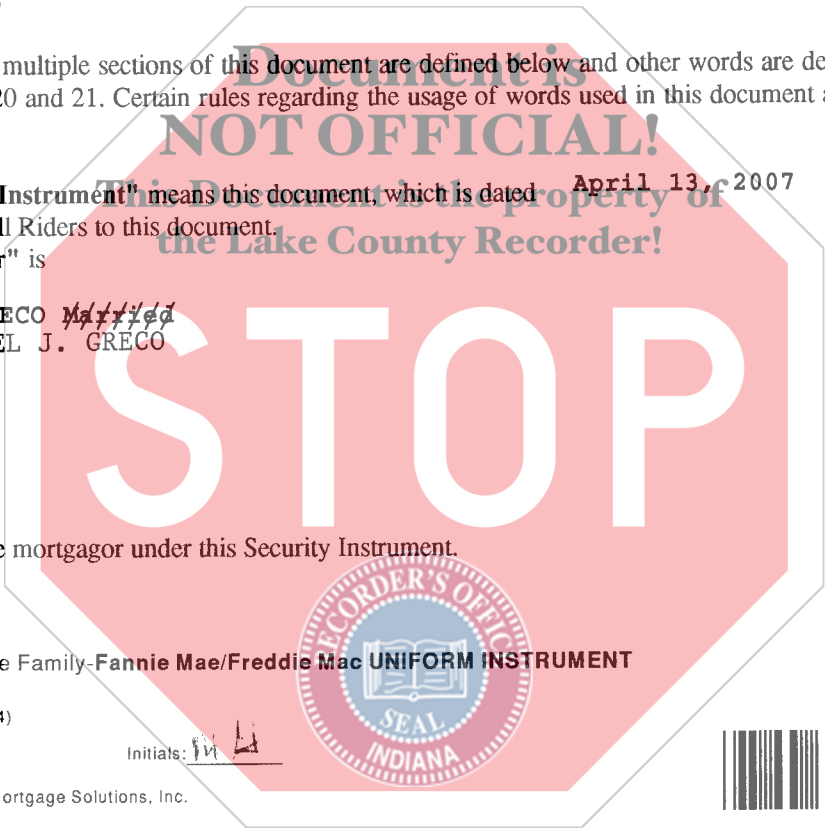 multiple sections of this document are defined below and other words are de
20 and 21. Certain rules regarding the usage of words used in this document a
Document is
NOT OFFICIAL!
This Document is the property of
the Lake County Recorder!
Instrument" means this document, which is dated April 13, 2007
ll Riders to this document.
r" is
ECO Married
EL J. GRECO
STOP
e mortgagor under this Security Instrument.
RECORDER'S OFFICE
SEAL
INDIANA
e Family-Fannie Mae/Freddie Mac UNIFORM INSTRUMENT
4)
Initials:
ortgage Solutions, Inc.